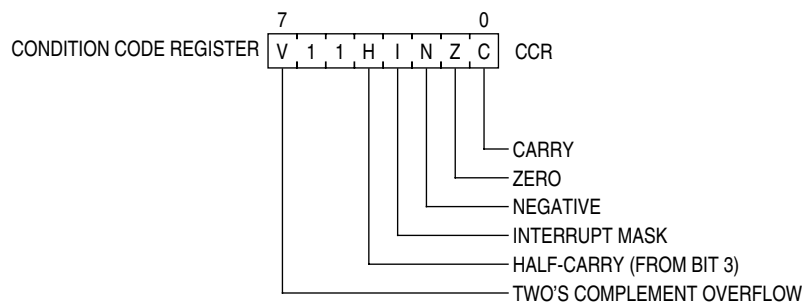 7 0
CONDITION CODE REGISTER V 1 1 H I N Z C CCR
CARRY
ZERO
NEGATIVE
INTERRUPT MASK
HALF-CARRY (FROM BIT 3)
TWO'S COMPLEMENT OVERFLOW